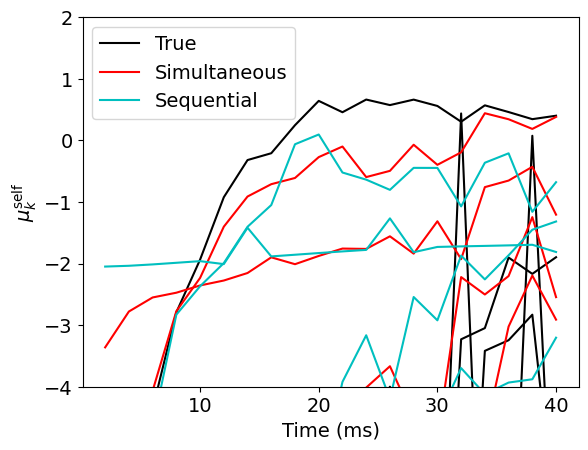 True
Simultaneous
Sequential
2
1
0
−1
−2
−3
−4
μ_k^self
10
20
30
40
Time (ms)